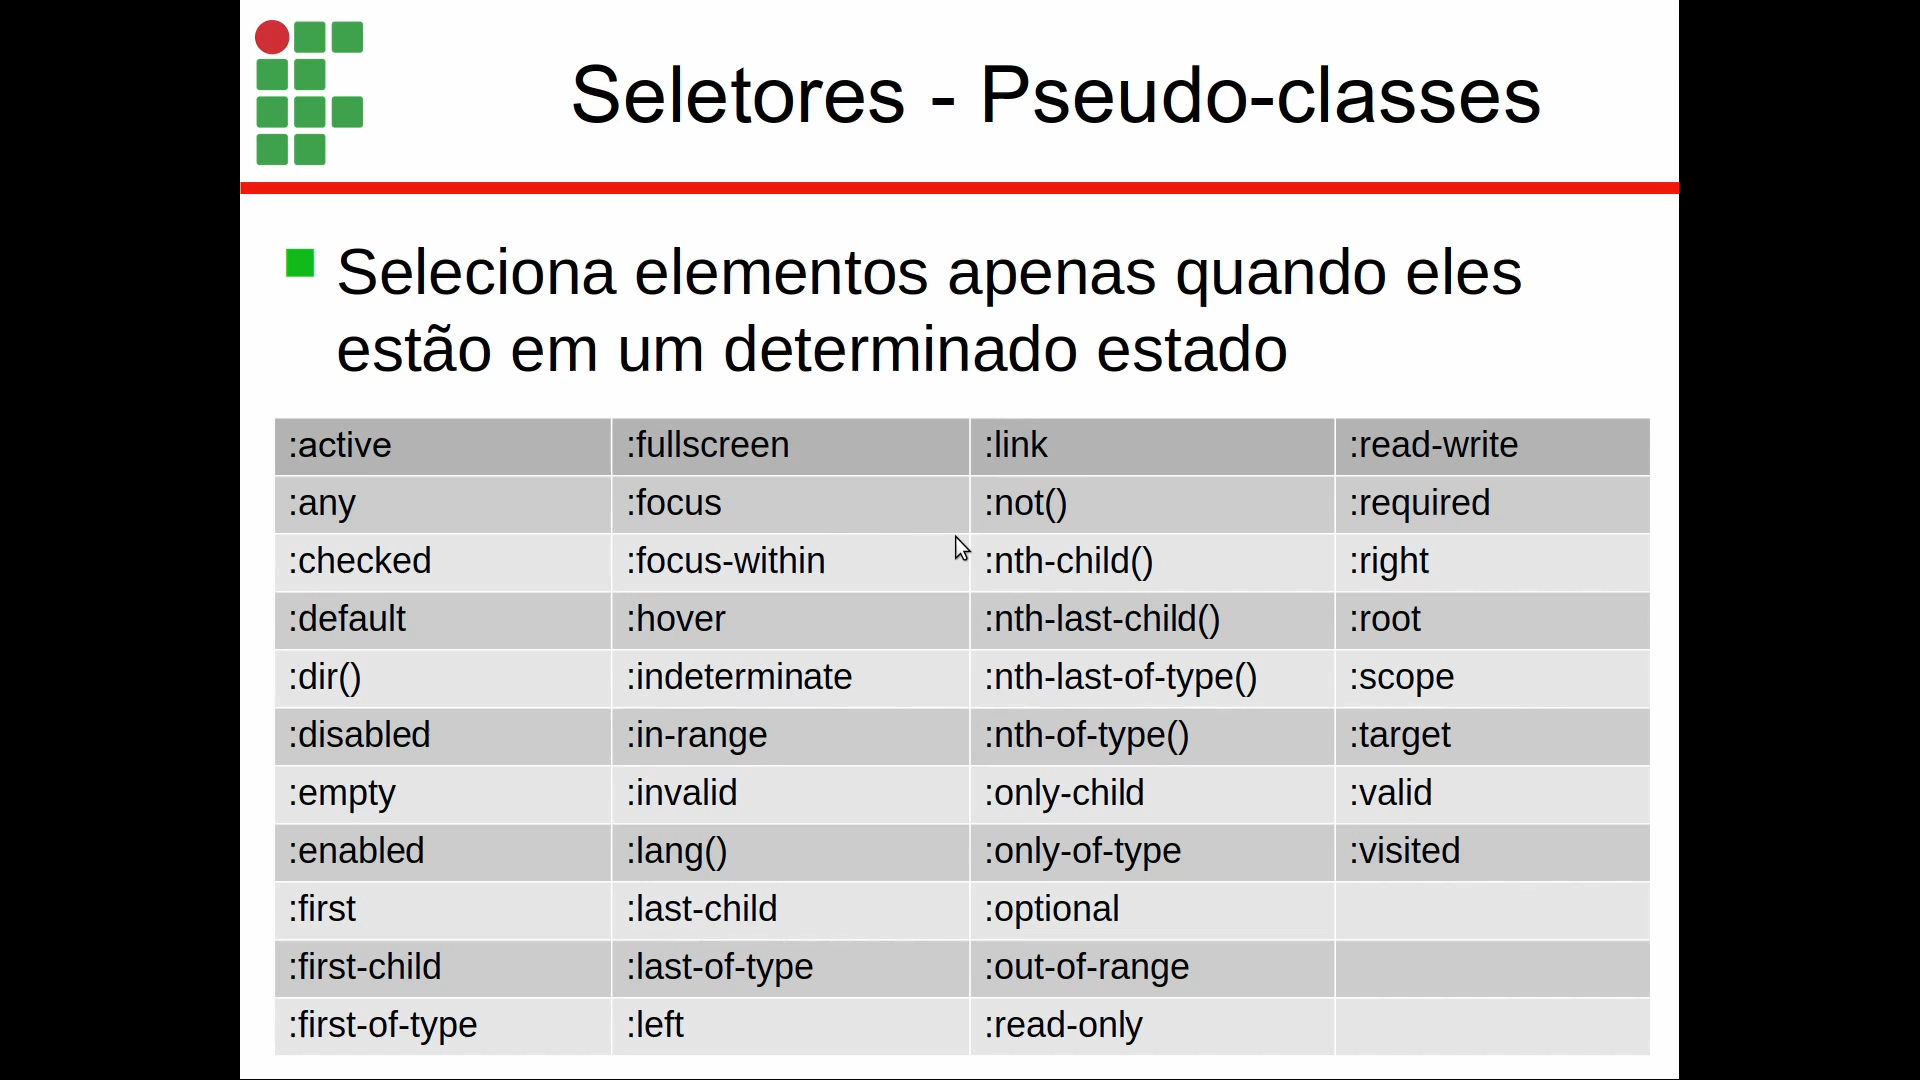 Seletores - Pseudo-classes
Seleciona elementos apenas quando eles
estão em um determinado estado
:active :fullscreen :link :read-write
:any :focus :not() :required
:checked :focus-within :nth-child() :right
:default :hover :nth-last-child() :root
:dir() :indeterminate :nth-last-of-type() :scope
:disabled :in-range :nth-of-type() :target
:empty :invalid :only-child :valid
:enabled :lang() :only-of-type :visited
:first :last-child :optional
:first-child :last-of-type :out-of-range
:first-of-type :left :read-only